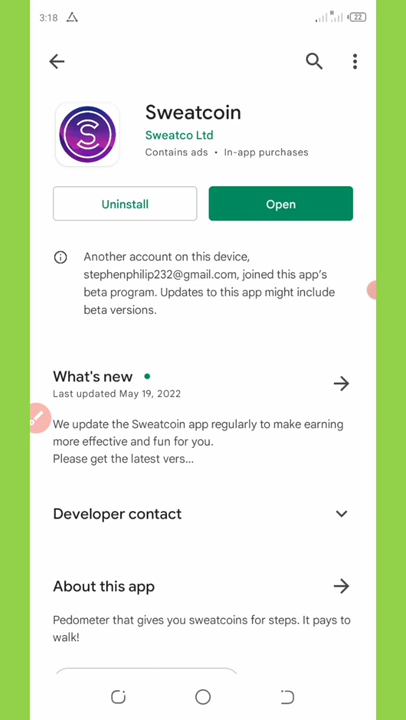 3:18
22
Sweatcoin
Sweatco Ltd
Contains ads • In-app purchases
Uninstall
Open
Another account on this device,
stephenphilip232@gmail.com, joined this app's
beta program. Updates to this app might include
beta versions.
What's new •
Last updated May 19, 2022
We update the Sweatcoin app regularly to make earning
more effective and fun for you.
Please get the latest vers...
Developer contact
About this app
Pedometer that gives you sweatcoins for steps. It pays to
walk!